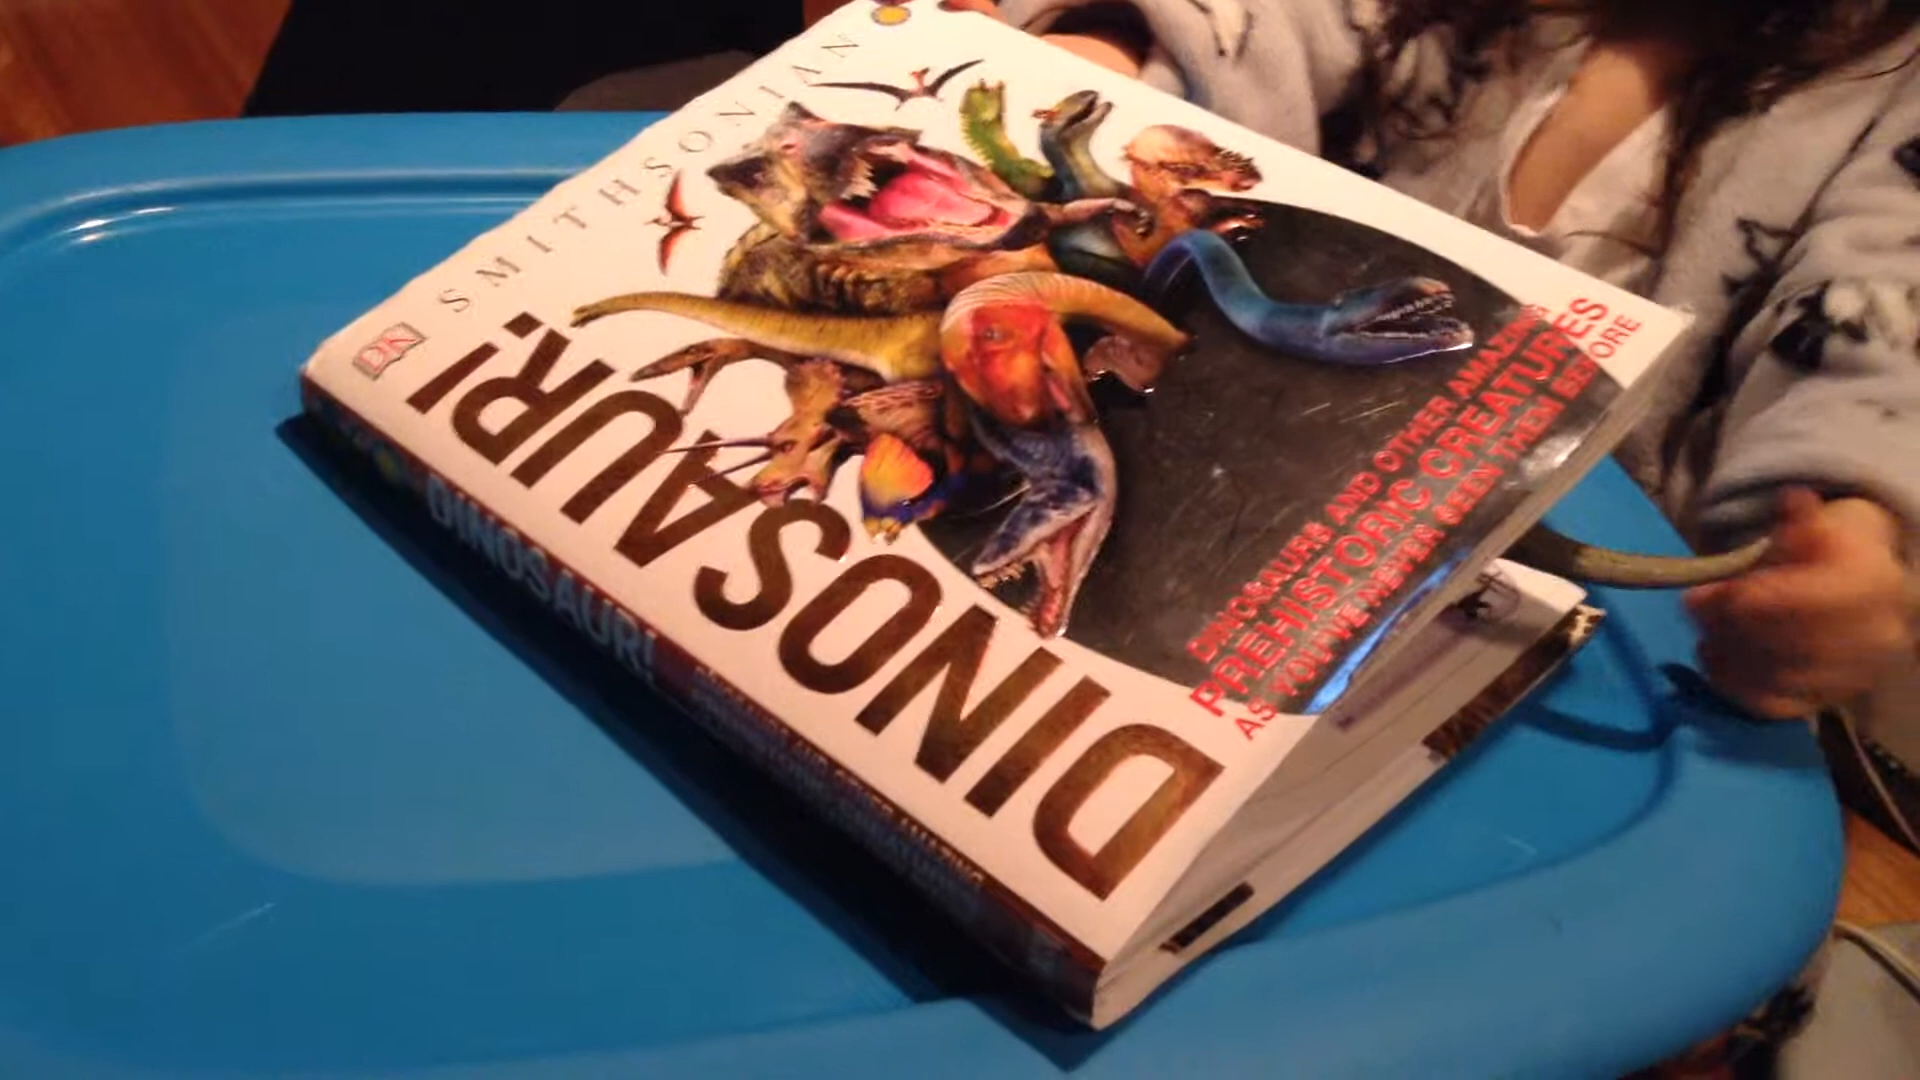 SMITHSONIAN
DK
DINOSAUR!
DINOSAURS AND OTHER AMAZING
PREHISTORIC CREATURES
AS YOU'VE NEVER SEEN THEM BEFORE
DINOSAUR!